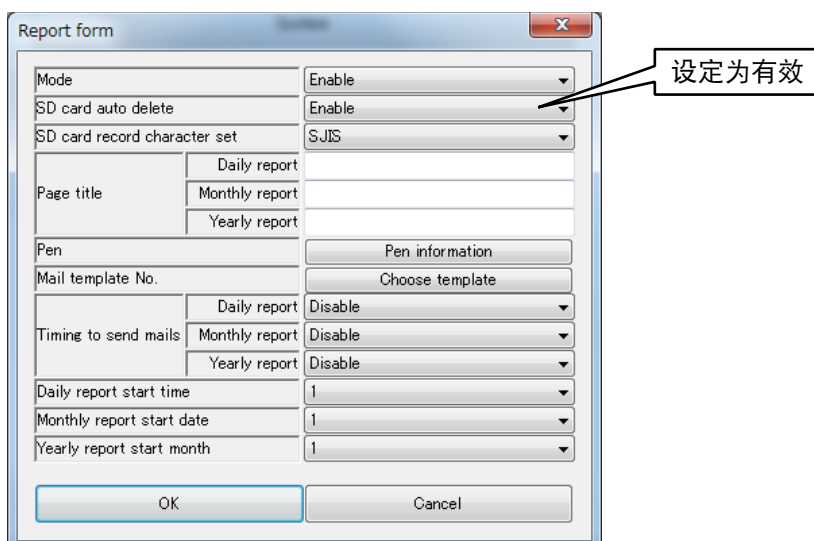 Report form
设定为有效
Mode Enable
SD card auto delete Enable
SD card record character set SJIS
Page title
Daily report
Monthly report
Yearly report
Pen Pen information
Mail template No. Choose template
Timing to send mails
Daily report Disable
Monthly report Disable
Yearly report Disable
Daily report start time 1
Monthly report start date 1
Yearly report start month 1
OK Cancel